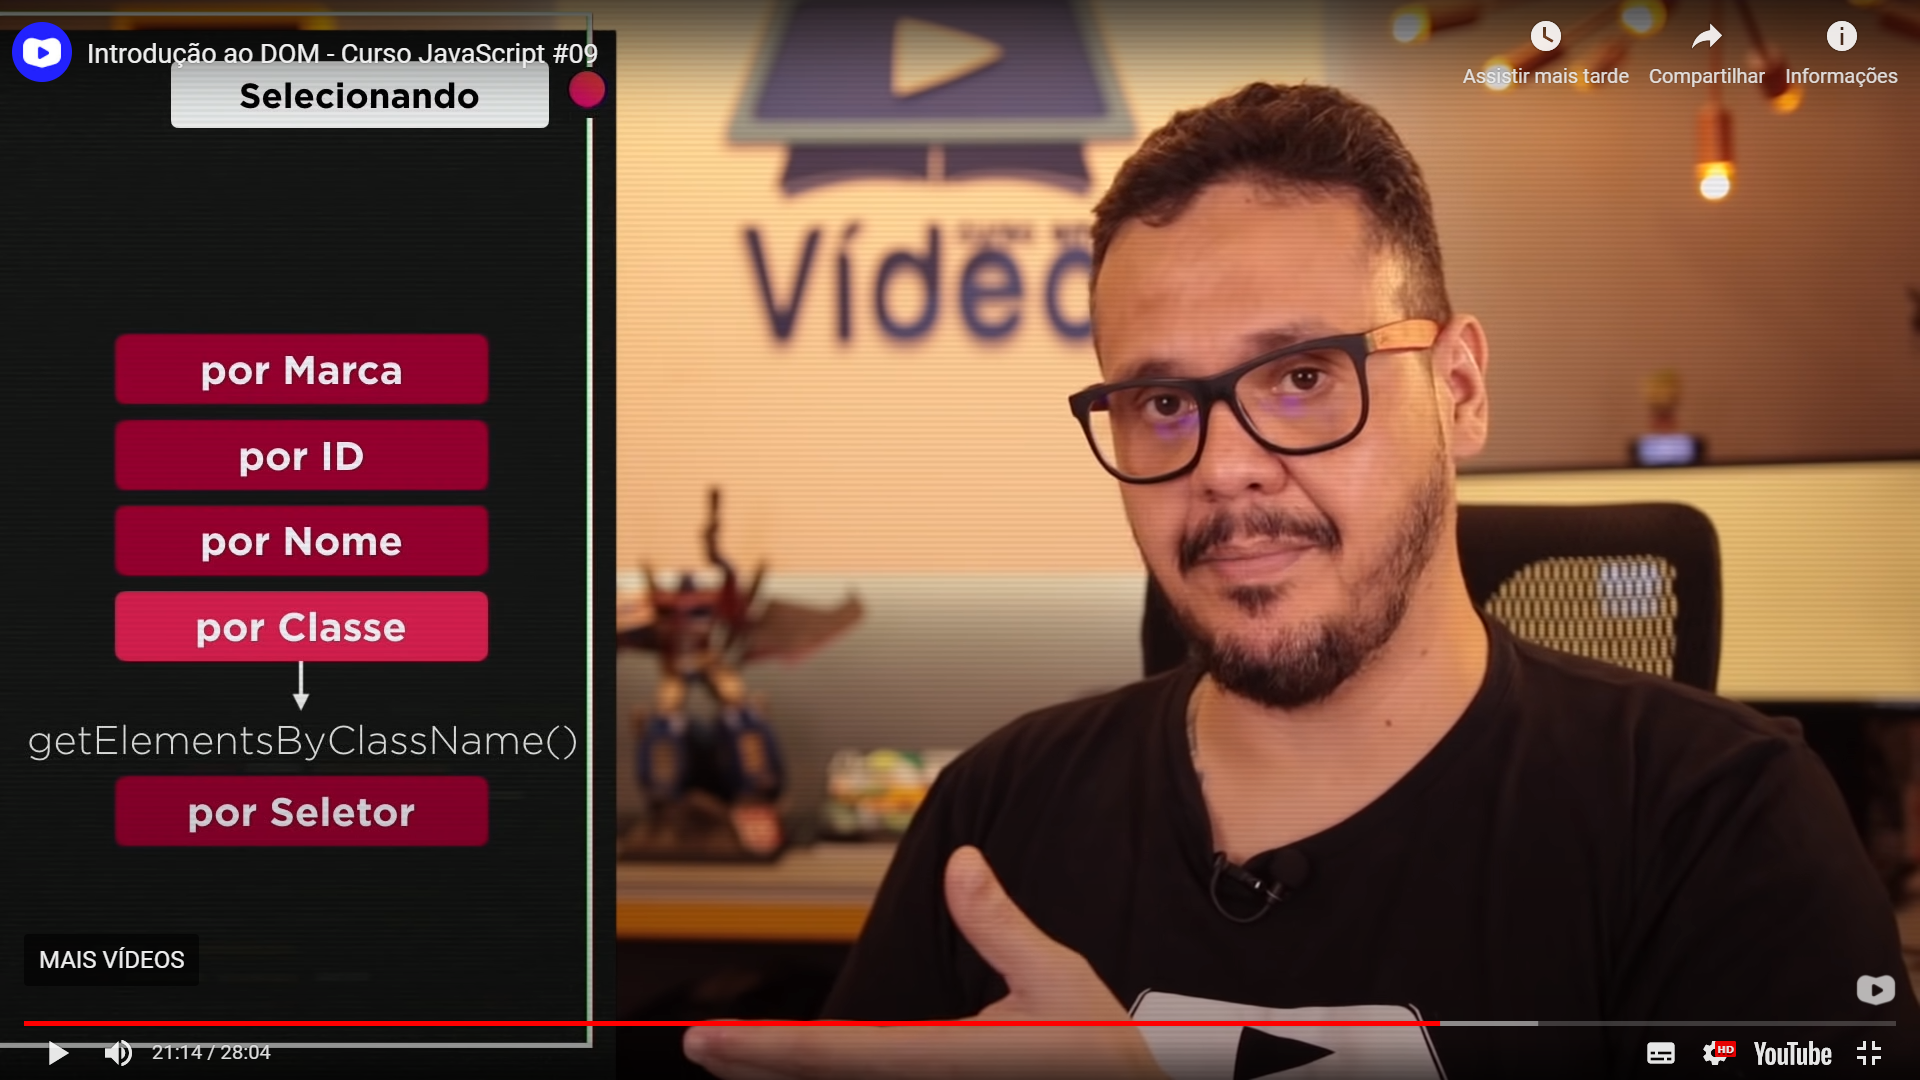 Introdução ao DOM - Curso JavaScript #09
Assistir mais tarde
Compartilhar
Informações
Selecionando
Vídeo
por Marca
por ID
por Nome
por Classe
getElementsByClassName()
por Seletor
MAIS VÍDEOS
21:14 / 28:04
HD
YouTube